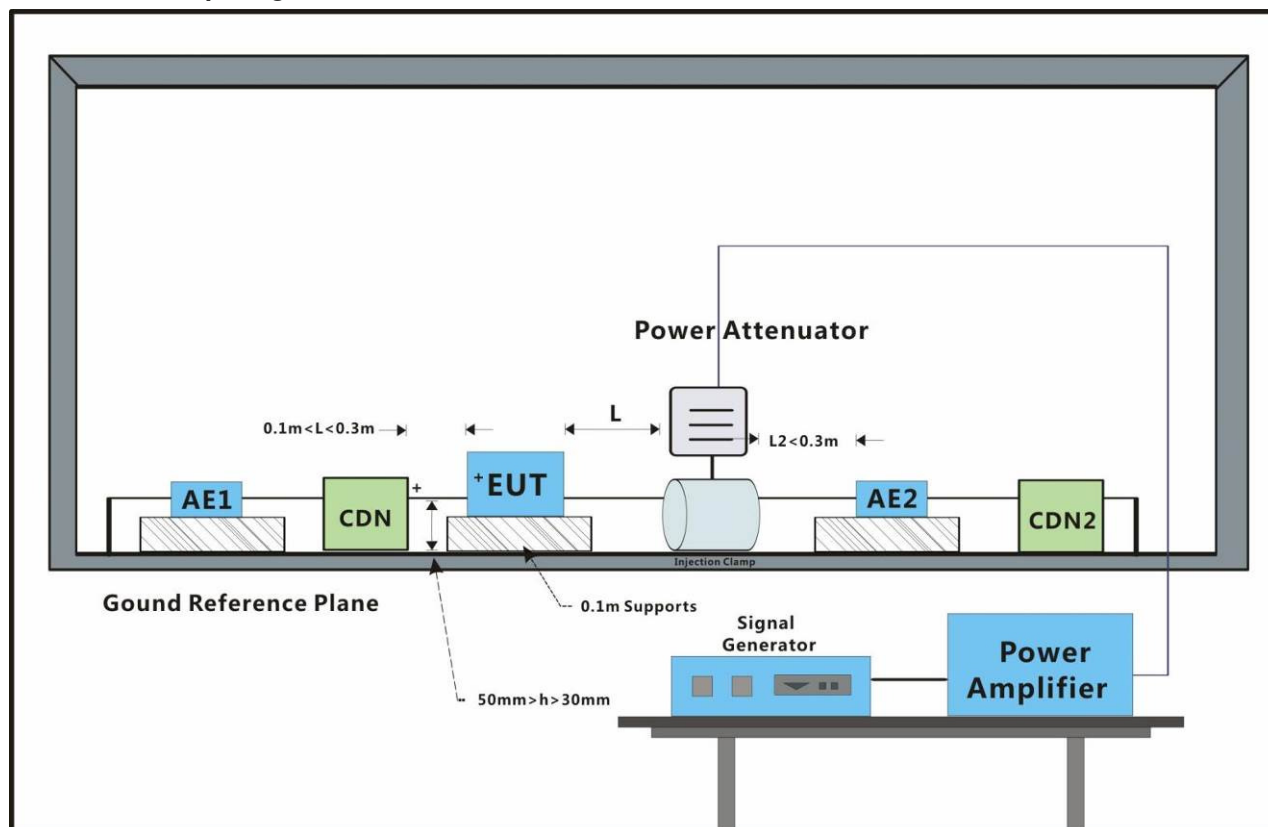 Power Attenuator
0.1m<L<0.3m
L
L2<0.3m
AE1
CDN
+
+EUT
AE2
CDN2
Injection Clamp
Gound Reference Plane
0.1m Supports
50mm>h>30mm
Signal
Generator
Power
Amplifier